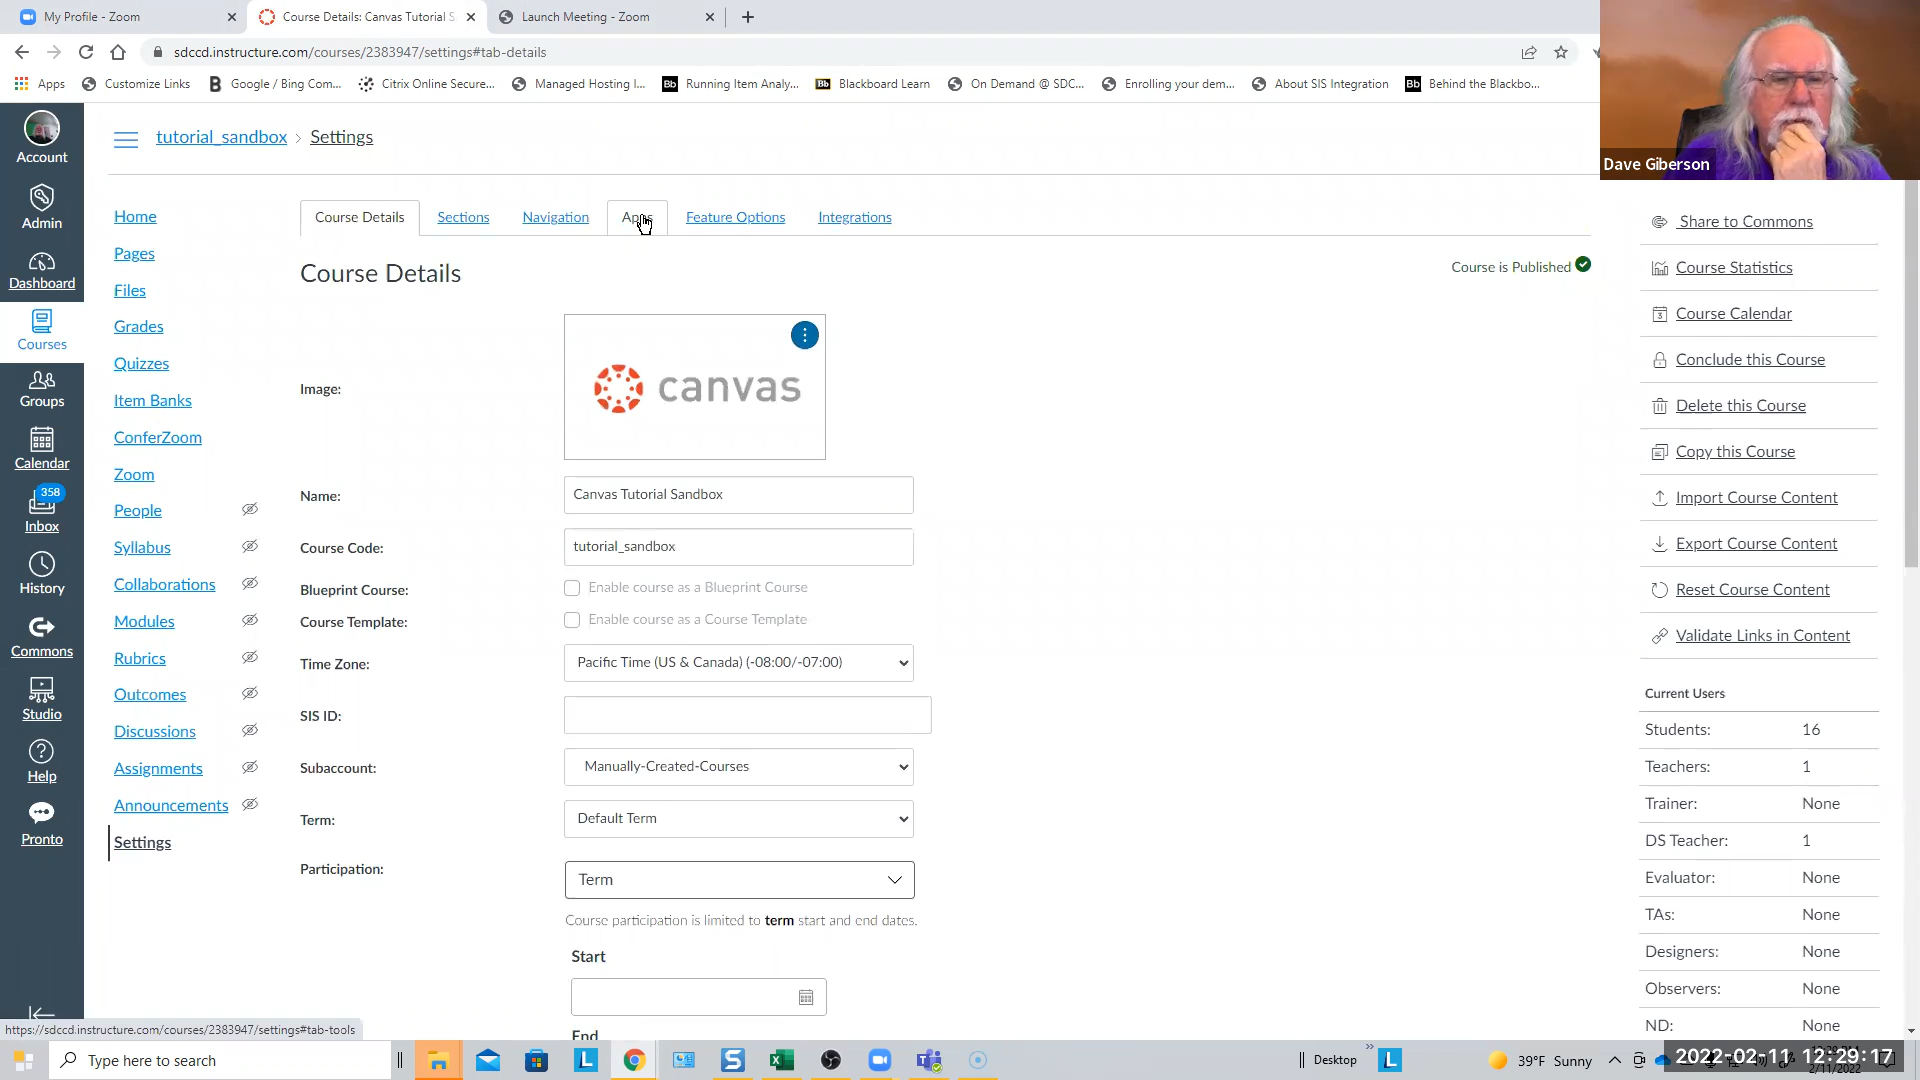 My Profile - Zoom
Course Details: Canvas Tutorial S
Launch Meeting - Zoom
sdccd.instructure.com/courses/2383947/settings#tab-details
Apps
Customize Links
Google / Bing Com...
Citrix Online Secure...
Managed Hosting I...
Running Item Analy...
Blackboard Learn
On Demand @ SDC...
Enrolling your dem...
About SIS Integration
Behind the Blackbo...
Dave Giberson
Account
Admin
Dashboard
Courses
Groups
Calendar
358
Inbox
History
Commons
Studio
Help
Pronto
tutorial_sandbox > Settings
Home
Pages
Files
Grades
Quizzes
Item Banks
ConferZoom
Zoom
People
Syllabus
Collaborations
Modules
Rubrics
Outcomes
Discussions
Assignments
Announcements
Settings
Course Details
Sections
Navigation
Feature Options
Integrations
Course Details
Course is Published
Image:
canvas
Name:
Canvas Tutorial Sandbox
Course Code:
tutorial_sandbox
Blueprint Course:
Enable course as a Blueprint Course
Course Template:
Enable course as a Course Template
Time Zone:
Pacific Time (US & Canada) (-08:00/-07:00)
SIS ID:
Subaccount:
Manually-Created-Courses
Term:
Default Term
Participation:
Term
Course participation is limited to term start and end dates.
Start
End
Share to Commons
Course Statistics
Course Calendar
Conclude this Course
Delete this Course
Copy this Course
Import Course Content
Export Course Content
Reset Course Content
Validate Links in Content
Current Users
Students: 16
Teachers: 1
Trainer: None
DS Teacher: 1
Evaluator: None
TAs: None
Designers: None
Observers: None
ND: None
https://sdccd.instructure.com/courses/2383947/settings#tab-tools
Type here to search
Desktop
39°F Sunny
2022-02-11 12:29:17
2/11/2022